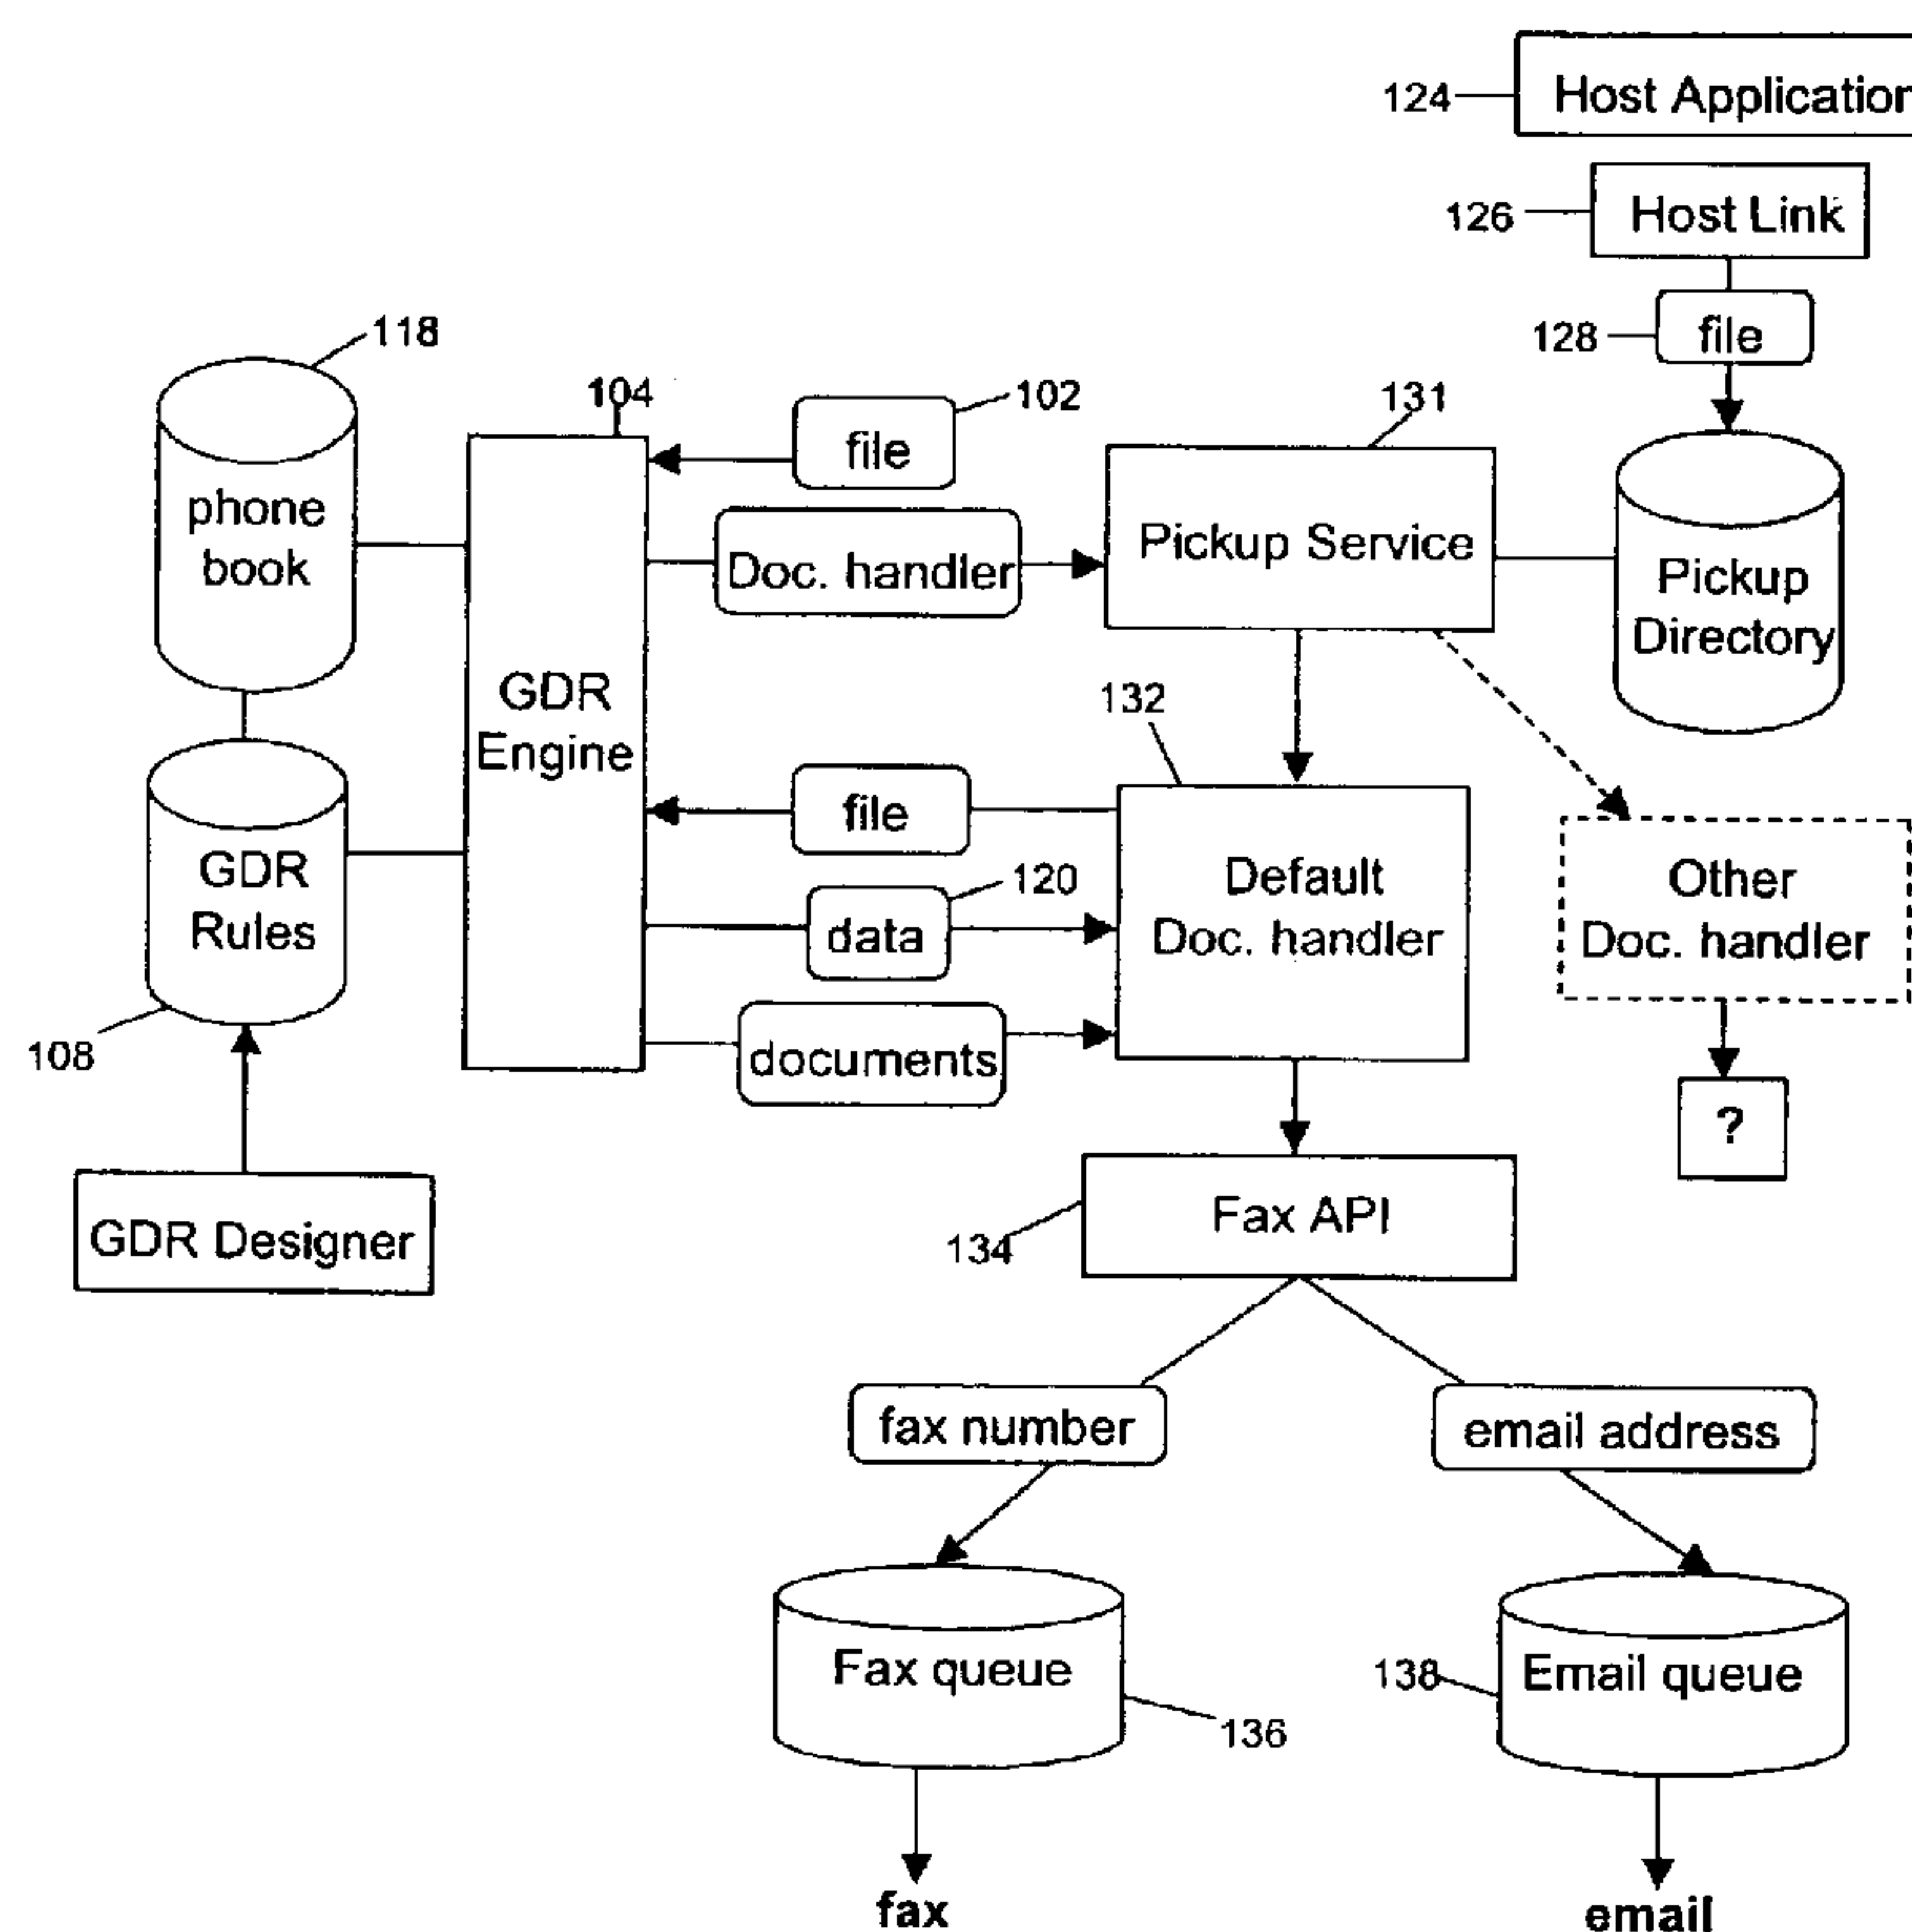 124
Host Application
126
Host Link
128
file
118
104
102
131
file
phone
book
Doc. handler
Pickup Service
Pickup
Directory
GDR
Engine
132
file
120
GDR
Rules
data
Default
Doc. handler
Other
Doc. handler
108
documents
?
GDR Designer
134
Fax API
fax number
email address
Fax queue
136
138
Email queue
fax
email